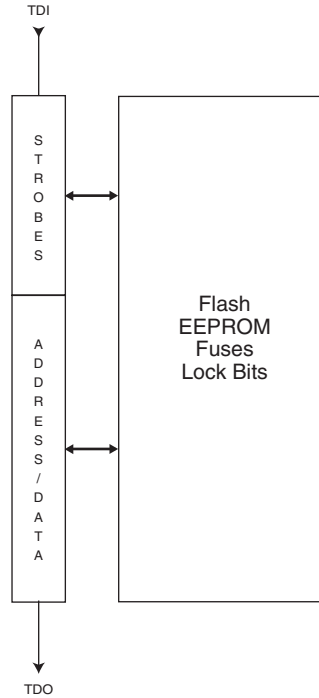 TDI
STROBES
ADDRESS/DATA
Flash
EEPROM
Fuses
Lock Bits
TDO